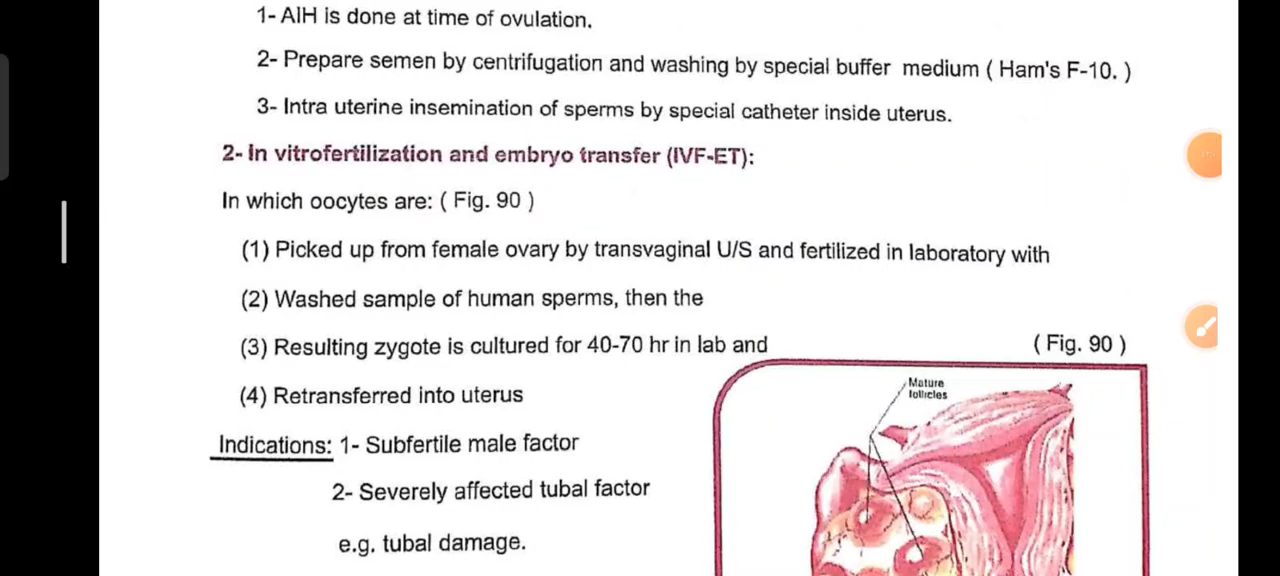 1- AIH is done at time of ovulation.
2- Prepare semen by centrifugation and washing by special buffer medium ( Ham's F-10. )
3- Intra uterine insemination of sperms by special catheter inside uterus.
2- In vitrofertilization and embryo transfer (IVF-ET):
In which oocytes are: ( Fig. 90 )
(1) Picked up from female ovary by transvaginal U/S and fertilized in laboratory with
(2) Washed sample of human sperms, then the
(3) Resulting zygote is cultured for 40-70 hr in lab and
( Fig. 90 )
(4) Retransferred into uterus
Mature
follicles
Indications: 1- Subfertile male factor
2- Severely affected tubal factor
e.g. tubal damage.